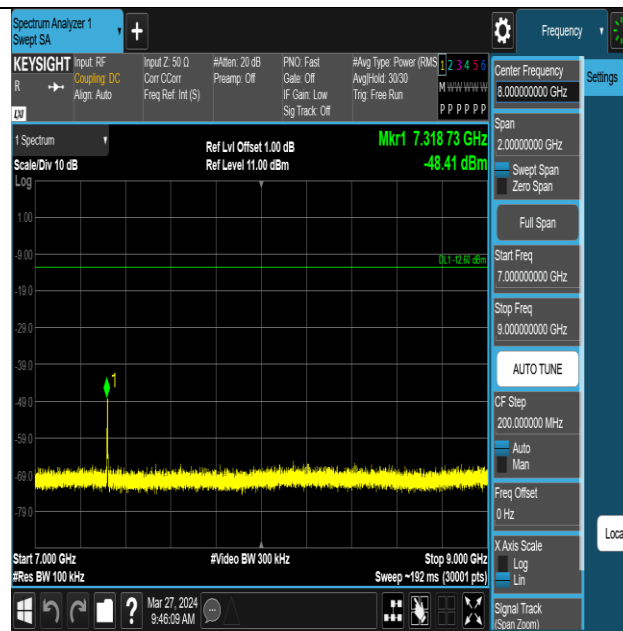 Spectrum Analyzer 1
Swept SA
Frequency
KEYSIGHT
R
LXI
Input: RF
Coupling: DC
Align: Auto
Input Z: 50 Ω
Corr CCorr
Freq Ref: Int (S)
#Atten: 20 dB
Preamp: Off
PNO: Fast
Gate: Off
IF Gain: Low
Sig Track: Off
#Avg Type: Power (RMS
Avg|Hold: 30/30
Trig: Free Run
1 2 3 4 5 6
M W W W W W
P P P P P P
1 Spectrum
Scale/Div 10 dB
Log
Ref Lvl Offset 1.00 dB
Ref Level 11.00 dBm
Mkr1 7.318 73 GHz
-48.41 dBm
1.00
-9.00
DL1 -12.60 dBm
-19.0
-29.0
-39.0
1
-49.0
-59.0
-69.0
-79.0
Start 7.000 GHz
#Res BW 100 kHz
#Video BW 300 kHz
Stop 9.000 GHz
Sweep ~192 ms (30001 pts)
Mar 27, 2024
9:46:09 AM
?
Center Frequency
8.000000000 GHz
Settings
Span
2.00000000 GHz
Swept Span
Zero Span
Full Span
Start Freq
7.000000000 GHz
Stop Freq
9.000000000 GHz
AUTO TUNE
CF Step
200.000000 MHz
Auto
Man
Freq Offset
0 Hz
Loca
X Axis Scale
Log
Lin
Signal Track
(Span Zoom)